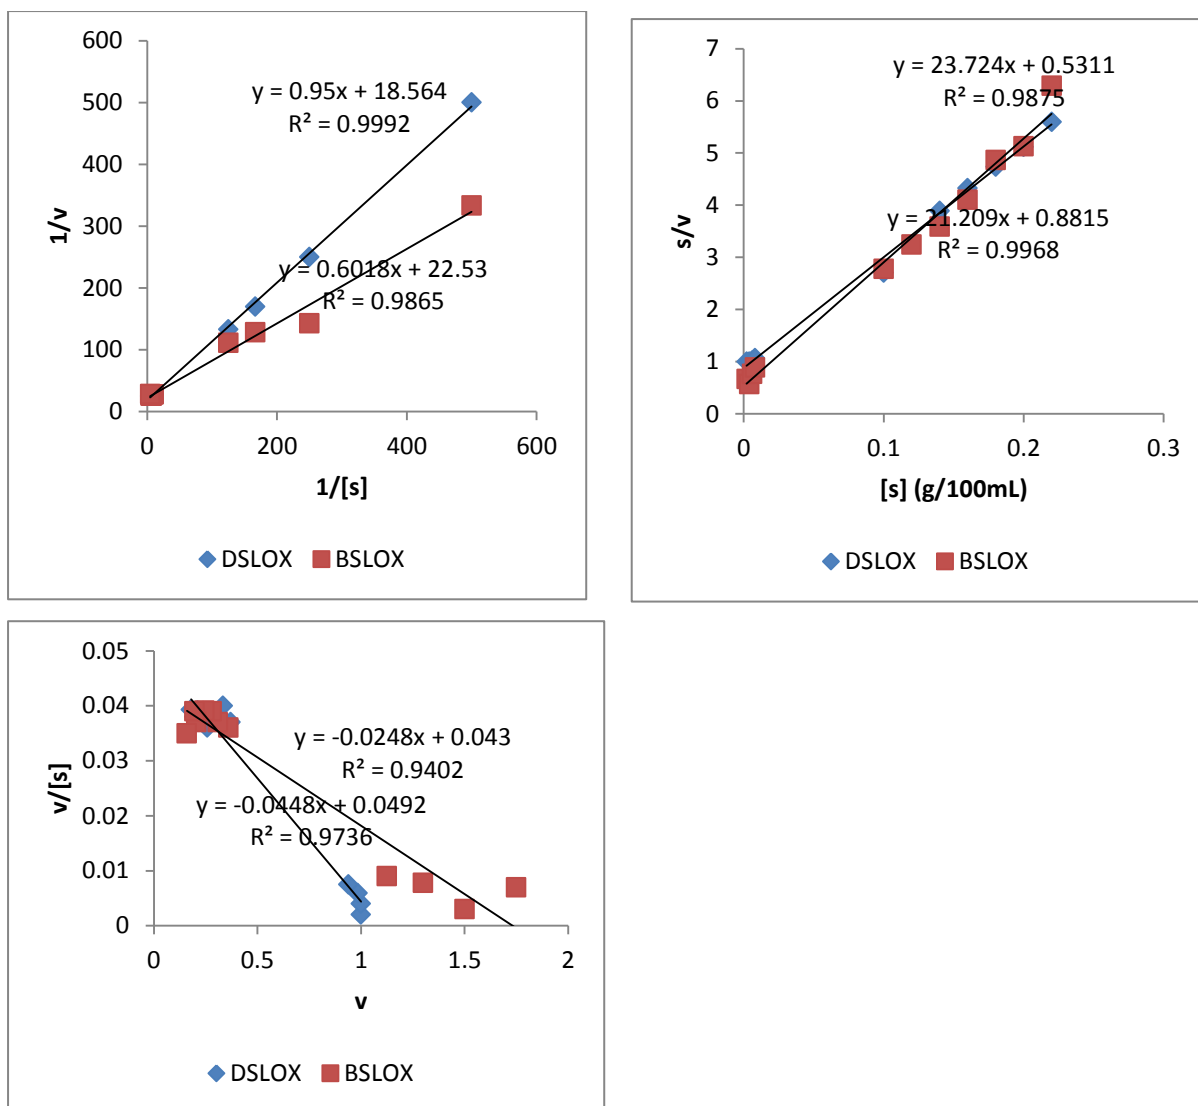 600
500
400
300
200
100
0
1/v
y = 0.95x + 18.564
R² = 0.9992
y = 0.6018x + 22.53
R² = 0.9865
0 200 400 600
1/[s]
DSLOX BSLOX
7
6
5
4
3
2
1
0
s/v
y = 23.724x + 0.5311
R² = 0.9875
y = 21.209x + 0.8815
R² = 0.9968
0 0.1 0.2 0.3
[s] (g/100mL)
DSLOX BSLOX
0.05
0.04
0.03
0.02
0.01
0
v/[s]
y = -0.0248x + 0.043
R² = 0.9402
y = -0.0448x + 0.0492
R² = 0.9736
0 0.5 1 1.5 2
v
DSLOX BSLOX